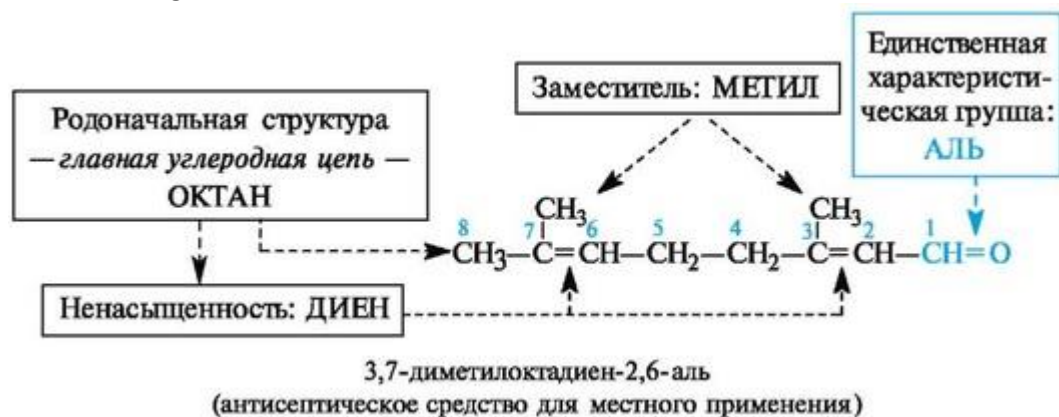 Единственная
характеристи-
ческая группа:
АЛЬ
Заместитель: МЕТИЛ
Родоначальная структура
— главная углеродная цепь —
ОКТАН
CH₃ CH₃
8 7 6 5 4 3 2 1
CH₃—C=CH—CH₂—CH₂—C=CH—CH=O
Ненасыщенность: ДИЕН
3,7-диметилоктадиен-2,6-аль
(антисептическое средство для местного применения)